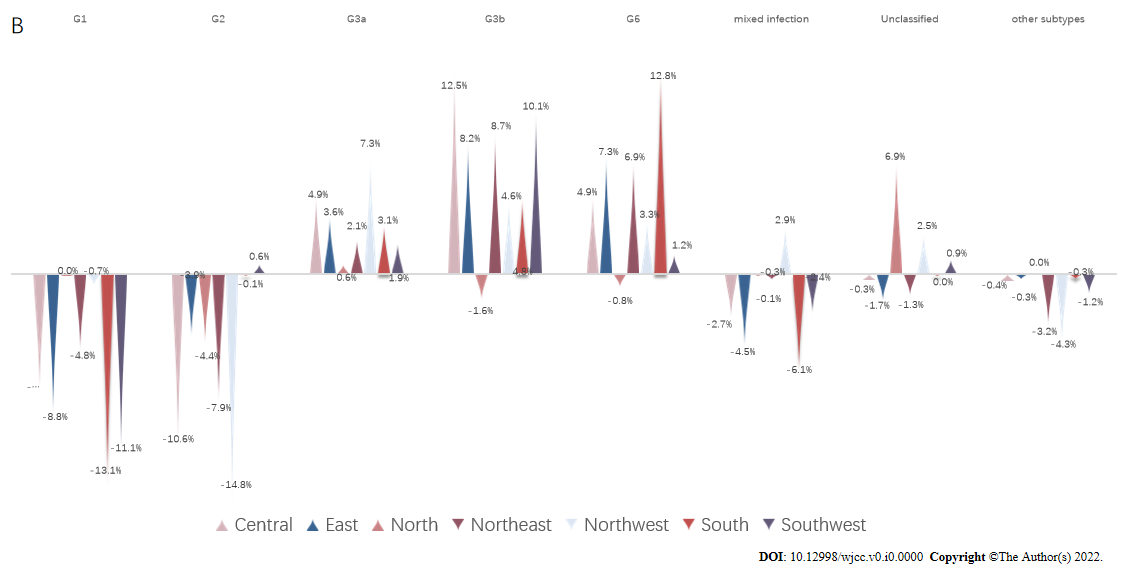 B
G1 G2 G3a G3b G6 mixed infection Unclassified other subtypes
12.8%
12.5%
10.1%
8.7%
8.2%
7.3%
7.3% 6.9% 6.9%
4.9% 4.6% 4.9%
3.6% 3.3%
3.1% 2.9%
2.1% 2.5%
1.2%
0.6% 0.9%
0.0%
0.0% -0.7% -0.3% -0.3%
0.6% 1.9% 4.8%
-0.1% 0.0% -0.4%
-0.3%
-0.8% -0.1% -0.3%
-1.6% -1.7% -1.3% -1.2%
-2.7% -3.2%
-4.5% -4.3%
-4.8% -4.4%
-6.1%
-...
-7.9%
-8.8%
-10.6%
-11.1%
-13.1%
-14.8%
Central East North Northeast Northwest South Southwest
DOI: 10.12998/wjcc.v0.i0.0000 Copyright ©The Author(s) 2022.